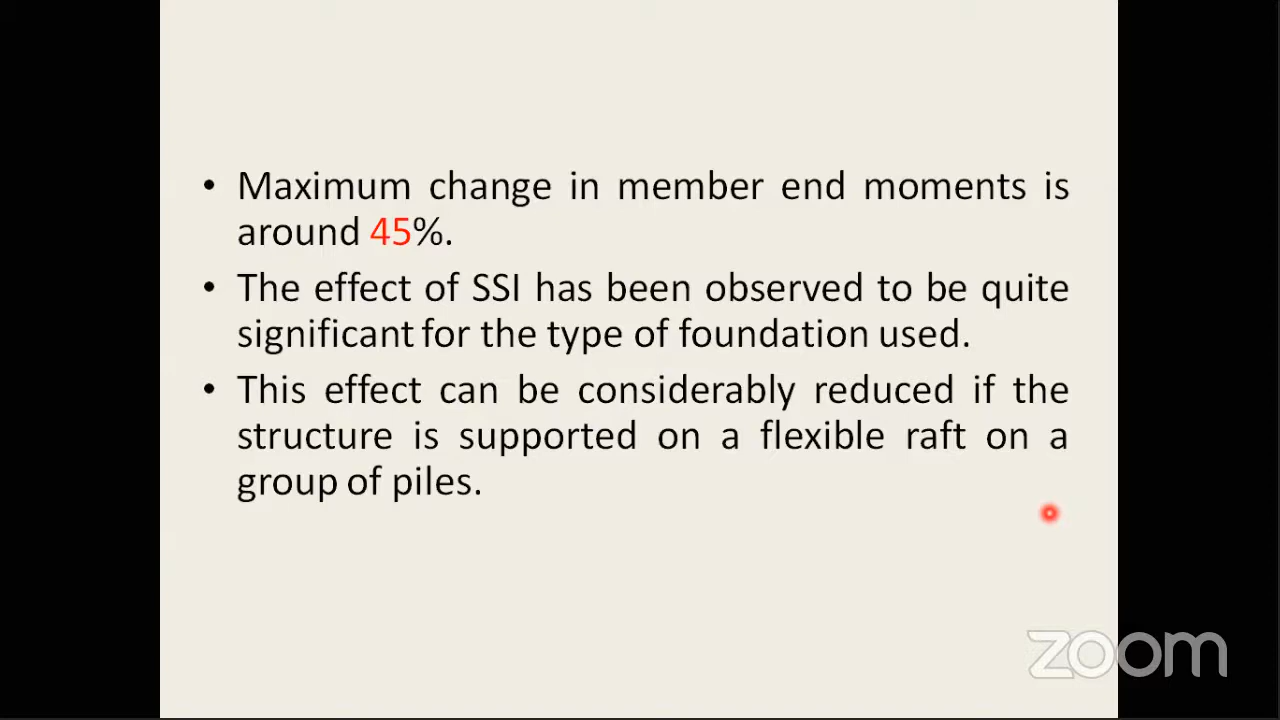 • Maximum change in member end moments is
around 45%.
• The effect of SSI has been observed to be quite
significant for the type of foundation used.
• This effect can be considerably reduced if the
structure is supported on a flexible raft on a
group of piles.
zoom